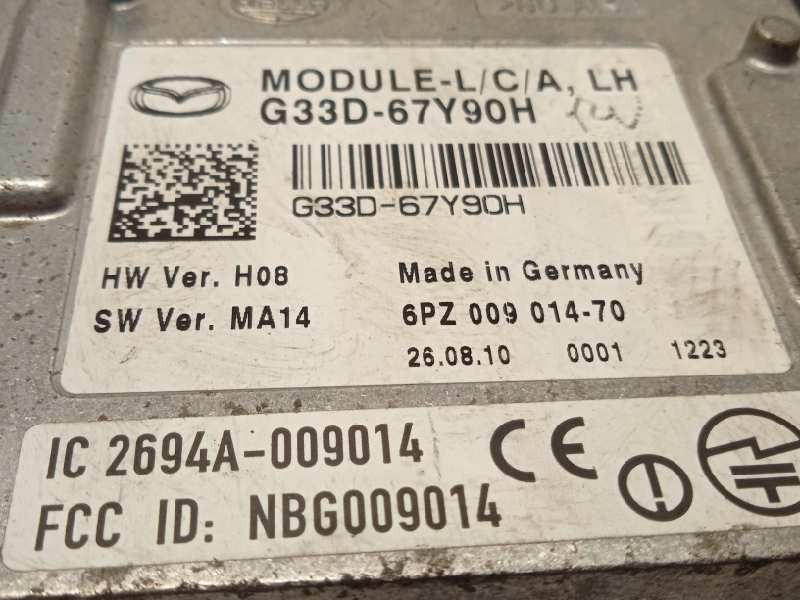 MODULE-L/C/A, LH
G33D-67Y90H
G33D-67Y90H
HW Ver. H08 Made in Germany
SW Ver. MA14 6PZ 009 014-70
26.08.10 0001 1223
IC 2694A-009014
CE
FCC ID: NBG009014